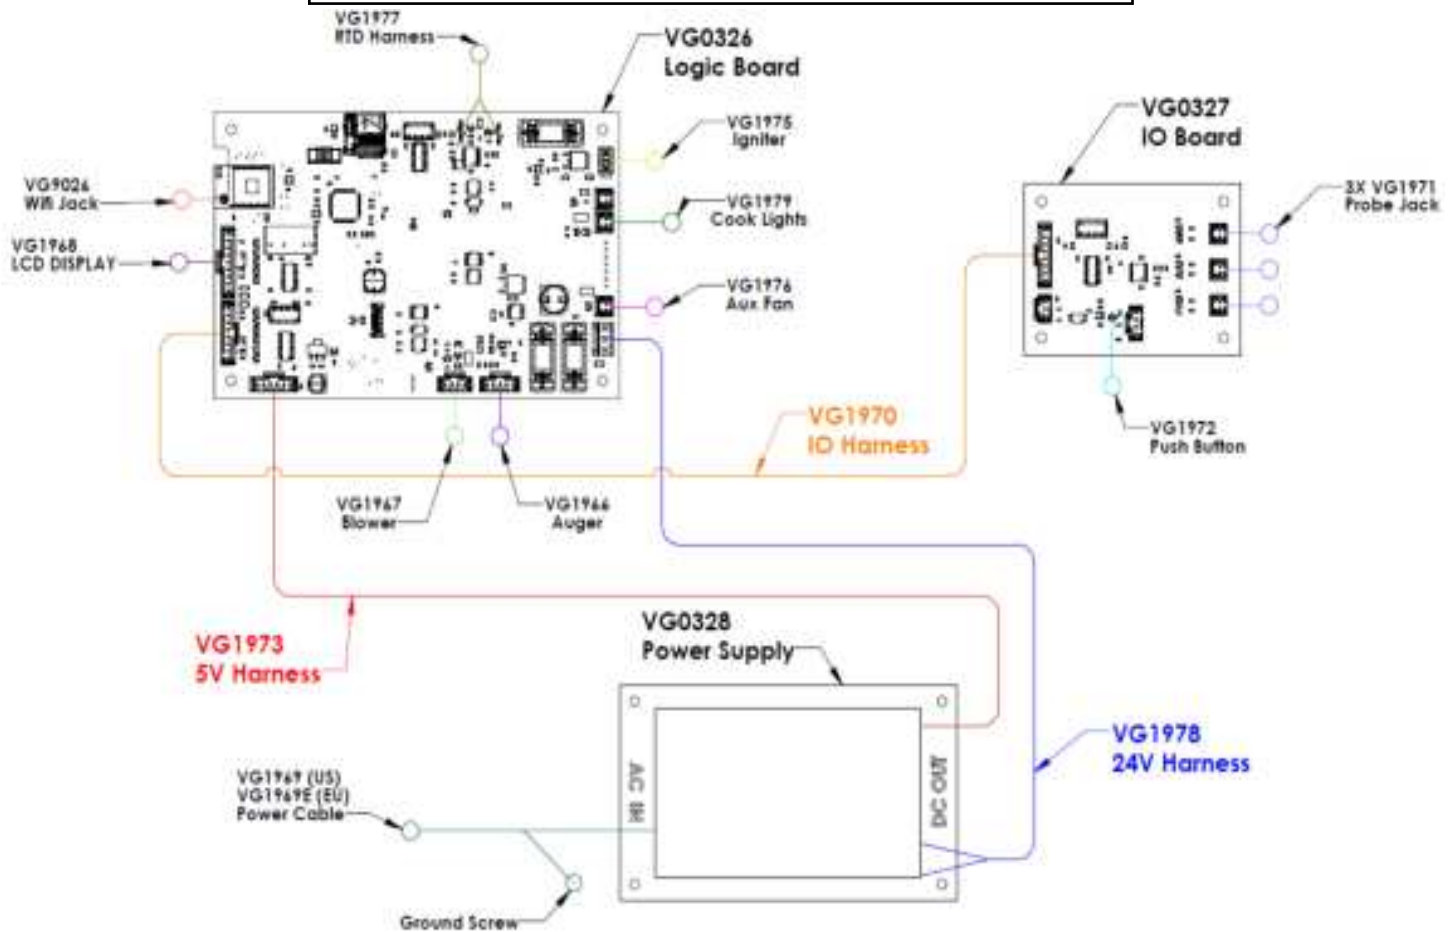 VG1977
RTD Harness
VG0326
Logic Board
VG1975
Igniter
VG0327
IO Board
VG9026
Wifi Jack
VG1979
Cook Lights
3X VG1971
Probe Jack
VG1968
LCD DISPLAY
VG1976
Aux Fan
VG1970
IO Harness
VG1972
Push Button
VG1967
Blower
VG1966
Auger
VG0328
Power Supply
VG1973
5V Harness
VG1978
24V Harness
VG1969 (US)
VG1969E (EU)
Power Cable
AC IN
DC OUT
Ground Screw